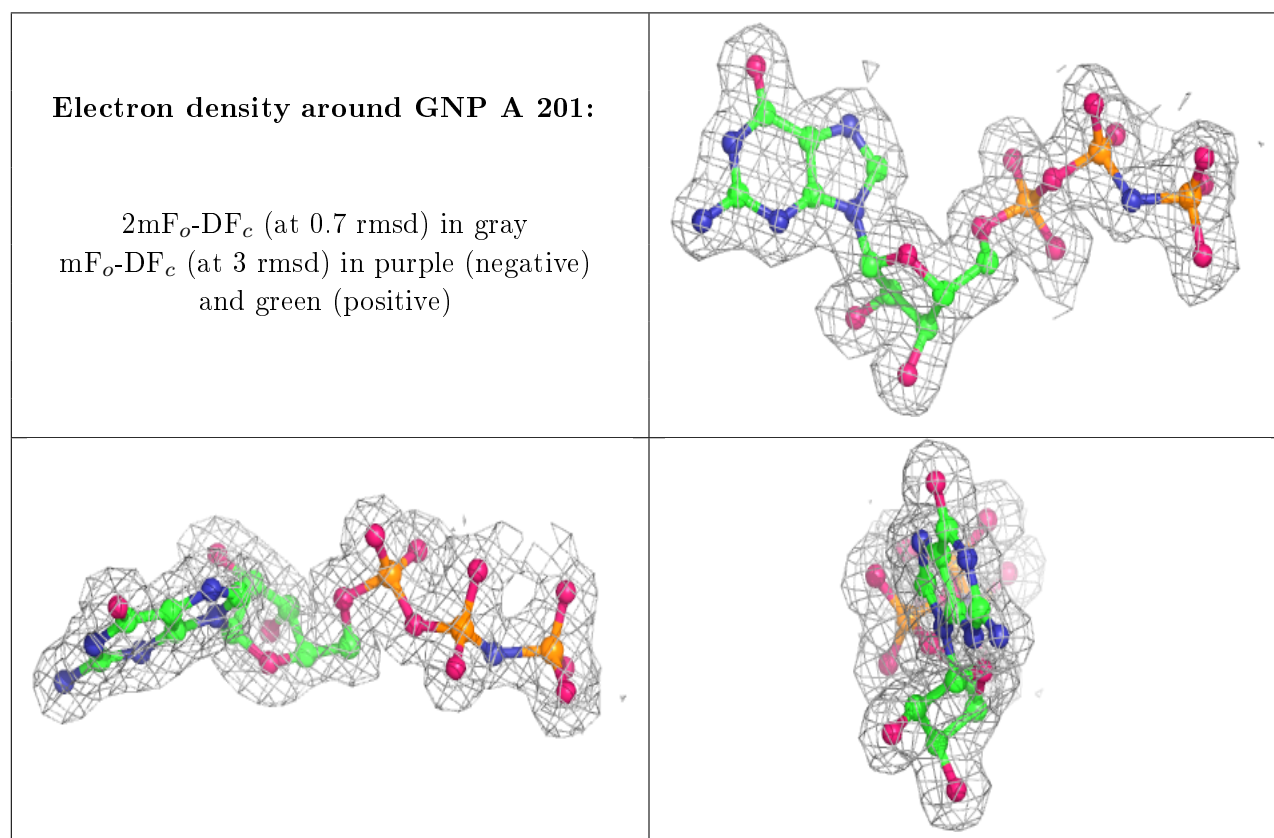 Electron density around GNP A 201:
2mFo-DFc (at 0.7 rmsd) in gray
mFo-DFc (at 3 rmsd) in purple (negative)
and green (positive)